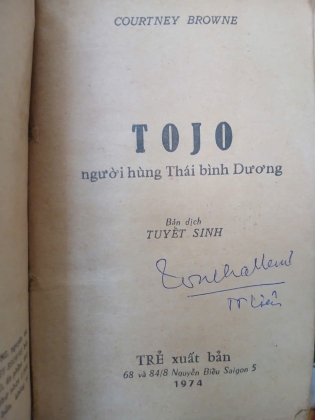 COURTNEY BROWNE
TOJO
người hùng Thái bình Dương
Bản dịch
TUYẾT SINH
TRẺ xuất bản
68 và 84/8 Nguyễn Biểu Saigon 5
1974